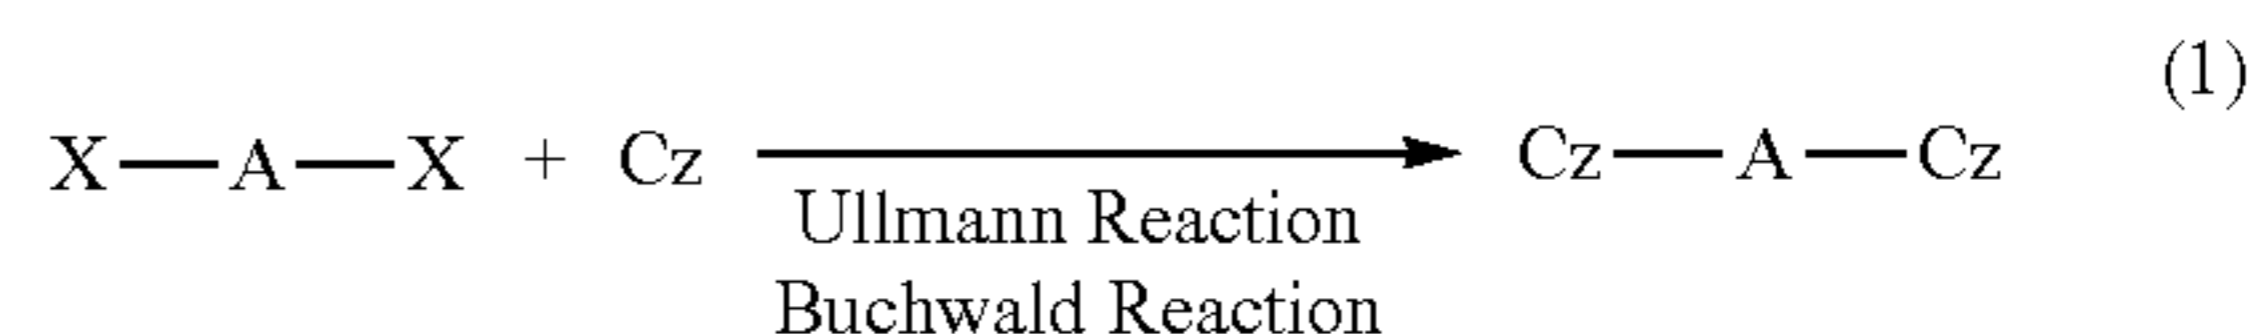 (1)
X—A—X + Cz → Cz—A—Cz
Ullmann Reaction
Buchwald Reaction